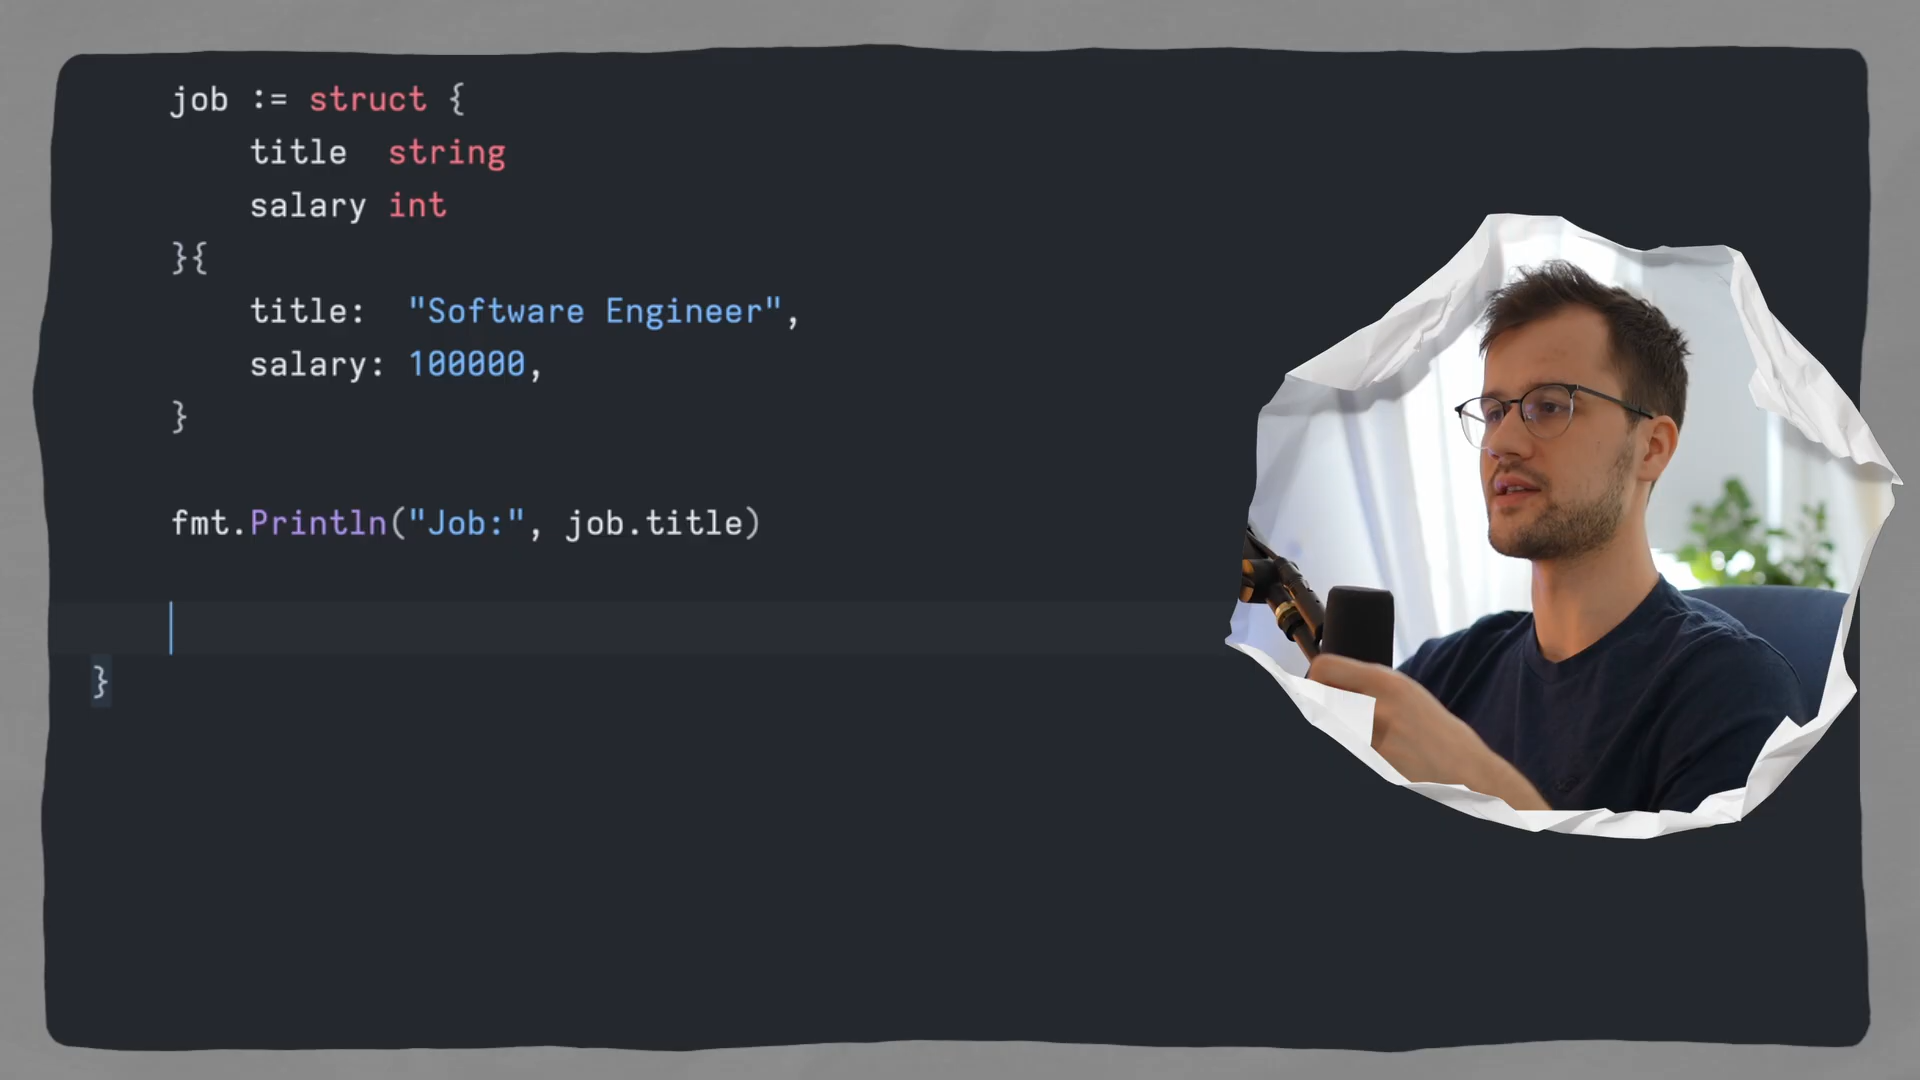 job := struct {
    title  string
    salary int
}{
    title:  "Software Engineer",
    salary: 100000,
}
fmt.Println("Job:", job.title)
}